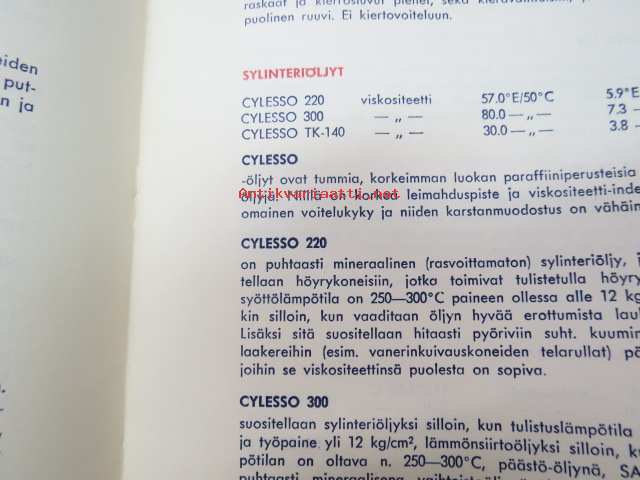 eiden
put-
n ja
raskaat ja kierrosluvut pienet, sekä
puolinen ruuvi. Ei kiertovoiteluun.
SYLINTERIÖLJYT
CYLESSO 220 viskositeetti 57.0°E/50°C 5.9°E
CYLESSO 300 — „ — 80.0 — „ — 7.3 -
CYLESSO TK-140 — „ — 30.0 — „ — 3.8 -
CYLESSO
-öljyt ovat tummia, korkeimman luokan paraffiiniperusteisia
öljyjä. Niillä on korkea leimahduspiste ja viskositeetti-inde
Antikvariaatti.net
omainen voitelukyky ja niiden karstanmuodostus on vähäin
CYLESSO 220
on puhtaasti mineraalinen (rasvoittamaton) sylinteriöljy, j
tellaan höyrykoneisiin, jotka toimivat tulistetulla höyry
syöttölämpötila on 250—300°C paineen ollessa alle 12 kg
kin silloin, kun vaaditaan öljyn hyvää erottumista laul
Lisäksi sitä suositellaan hitaasti pyöriviin suht. kuumin
laakereihin (esim. vanerinkuivauskoneiden telarullat) pö
joihin se viskositeettinsä puolesta on sopiva.
CYLESSO 300
suositellaan sylinteriöljyksi silloin, kun tulistuslämpötila
ja työpaine yli 12 kg/cm², lämmönsiirtoöljyksi silloin, ku
pötilan on oltava n. 250—300°C, päästö-öljynä, SA
puhtaasti mineraalisena